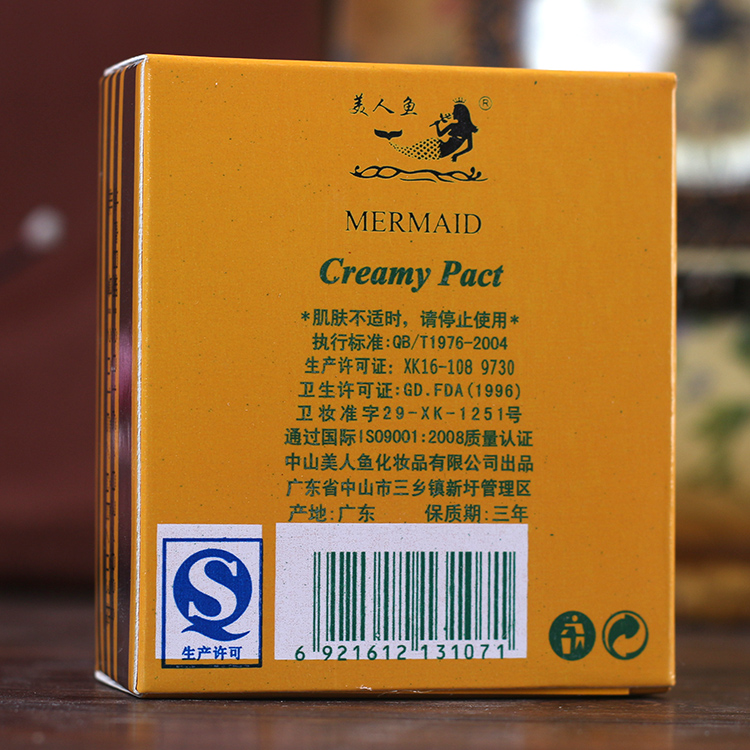 美人鱼 ®
MERMAID
Creamy Pact
*肌肤不适时，请停止使用*
执行标准:QB/T1976-2004
生产许可证: XK16-108 9730
卫生许可证:GD.FDA(1996)
卫妆准字29-XK-1251号
通过国际ISO9001:2008质量认证
中山美人鱼化妆品有限公司出品
广东省中山市三乡镇新圩管理区
产地:广东 保质期:三年
生产许可
6 921612 131071